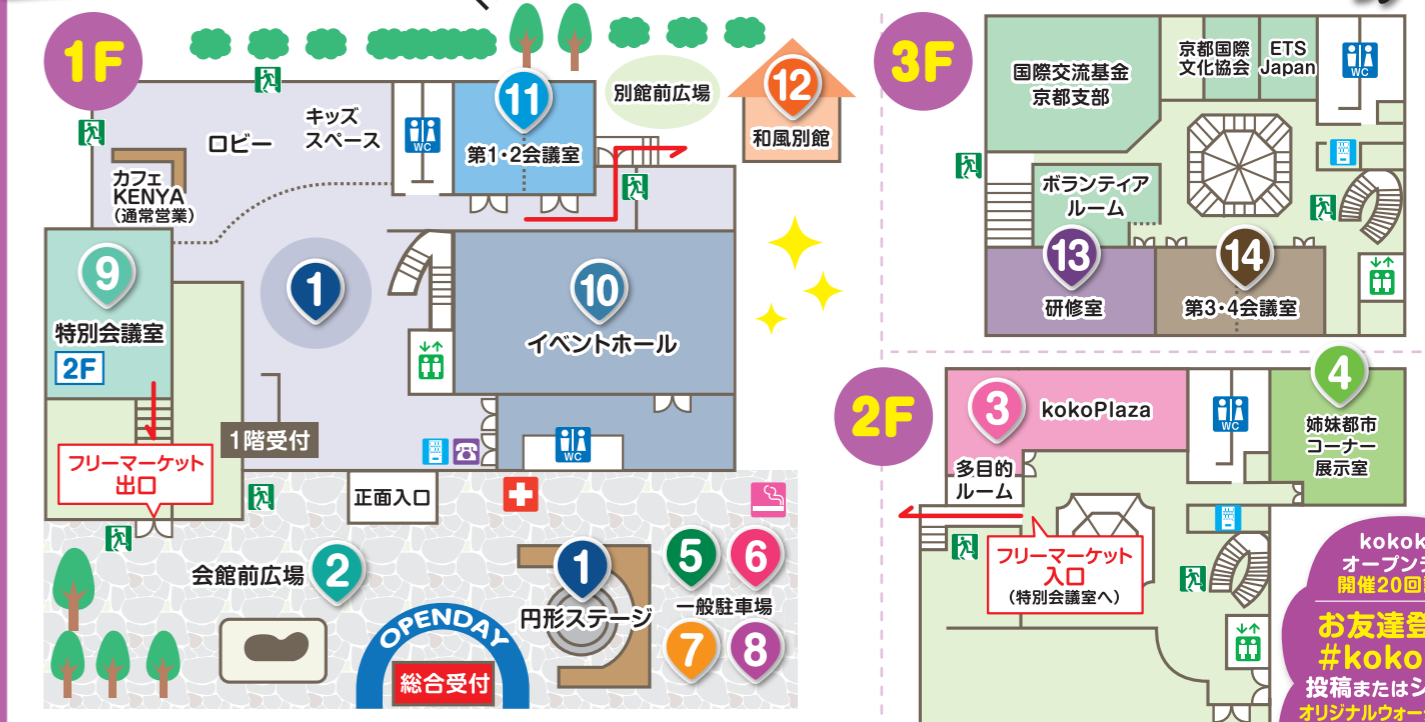 1F
11
第1・2会議室
別館前広場
12
和風別館
キッズ
スペース
ロビー
WC
カフェ
KENYA
(通常営業)
9
特別会議室
2F
1
10
イベントホール
フリーマーケット
出口
1階受付
WC
正面入口
会館前広場
2
1
円形ステージ
5
6
一般駐車場
7
8
OPENDAY
総合受付
3F
国際交流基金
京都支部
京都国際
文化協会
ETS
Japan
WC
ボランティア
ルーム
13
研修室
14
第3・4会議室
2F
3
kokoPlaza
多目的
ルーム
WC
4
姉妹都市
コーナー
展示室
フリーマーケット
入口
(特別会議室へ)
kokok
オープンデ
開催20回
お友達登
#koko
投稿またはシ
オリジナルウォー